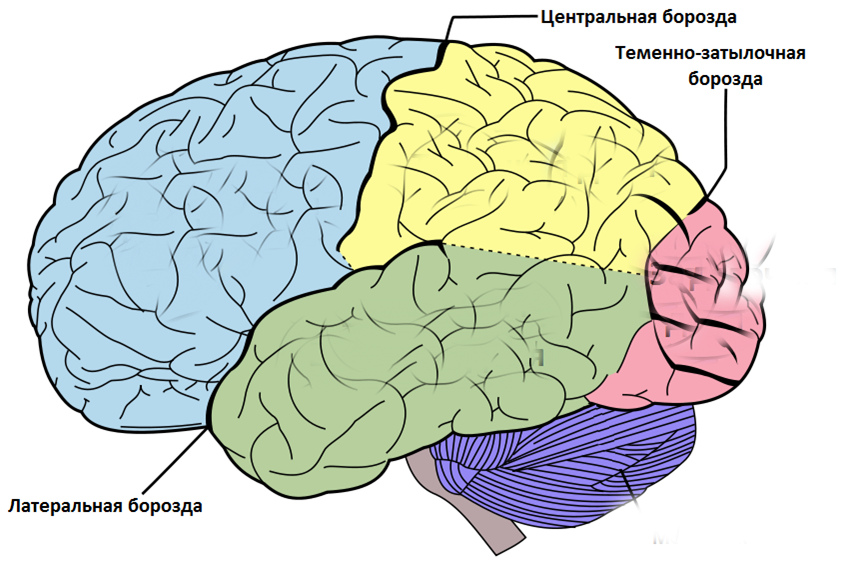 Центральная борозда
Теменно-затылочная
борозда
Латеральная борозда